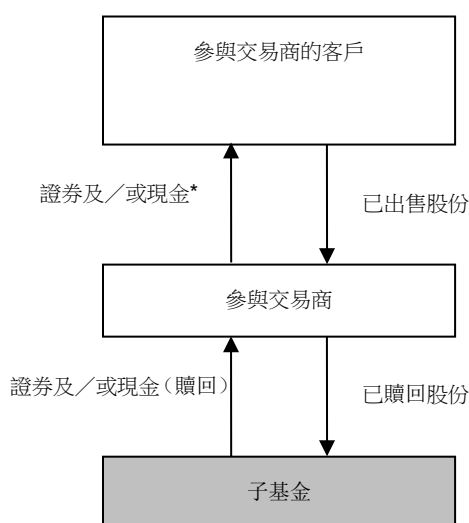 參與交易商的客戶
證券及／或現金*
已出售股份
參與交易商
證券及／或現金（贖回）
已贖回股份
子基金